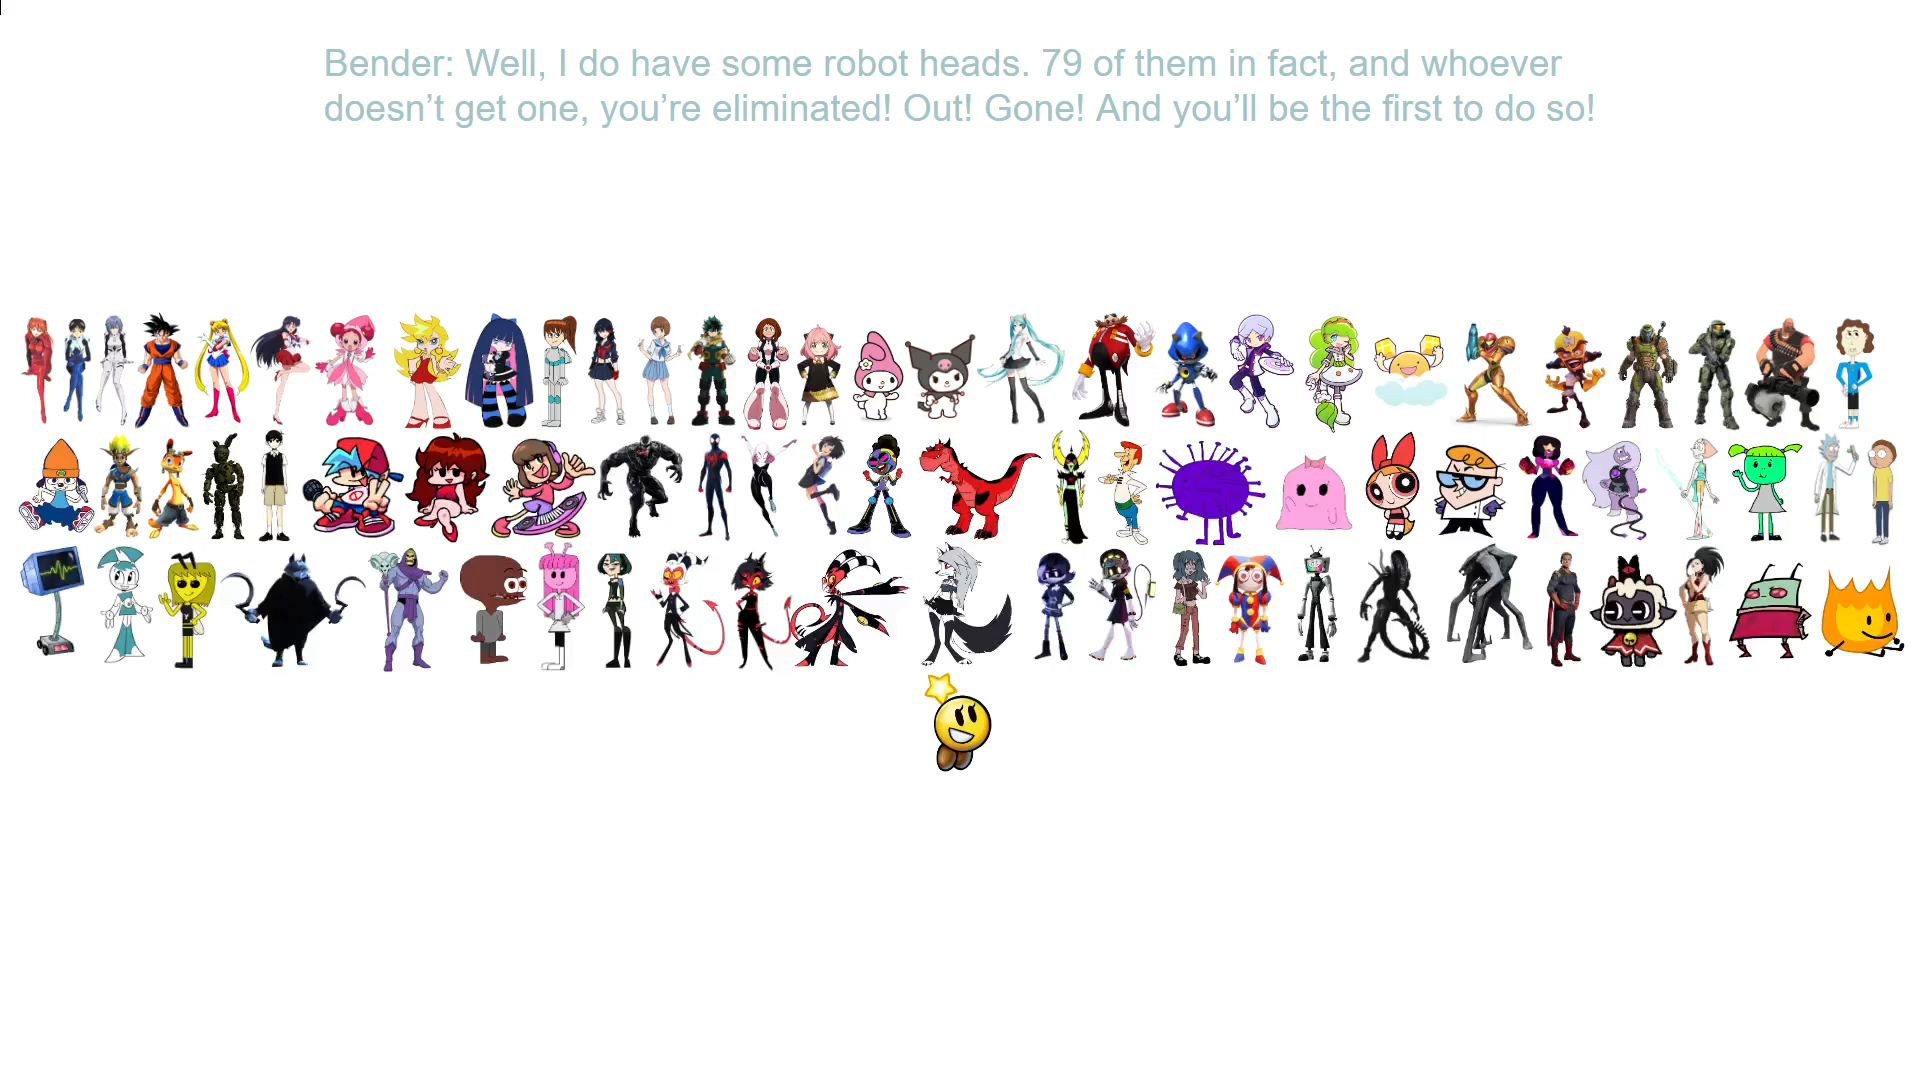 Bender: Well, I do have some robot heads. 79 of them in fact, and whoever
doesn’t get one, you’re eliminated! Out! Gone! And you’ll be the first to do so!